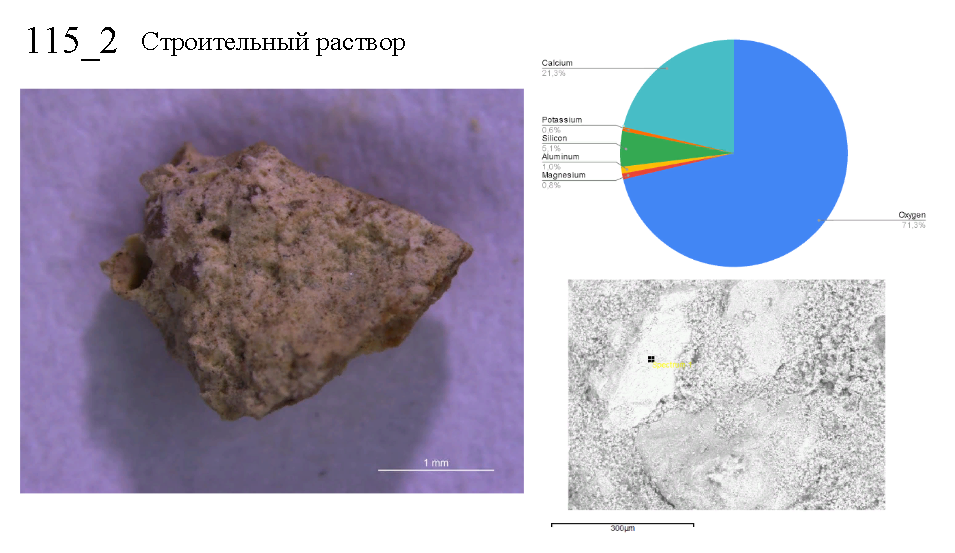 115_2 Строительный раствор
Calcium
21,3%
Potassium
0,6%
Silicon
5,1%
Aluminum
1,0%
Magnesium
0,8%
Oxygen
71,3%
1 mm
300µm